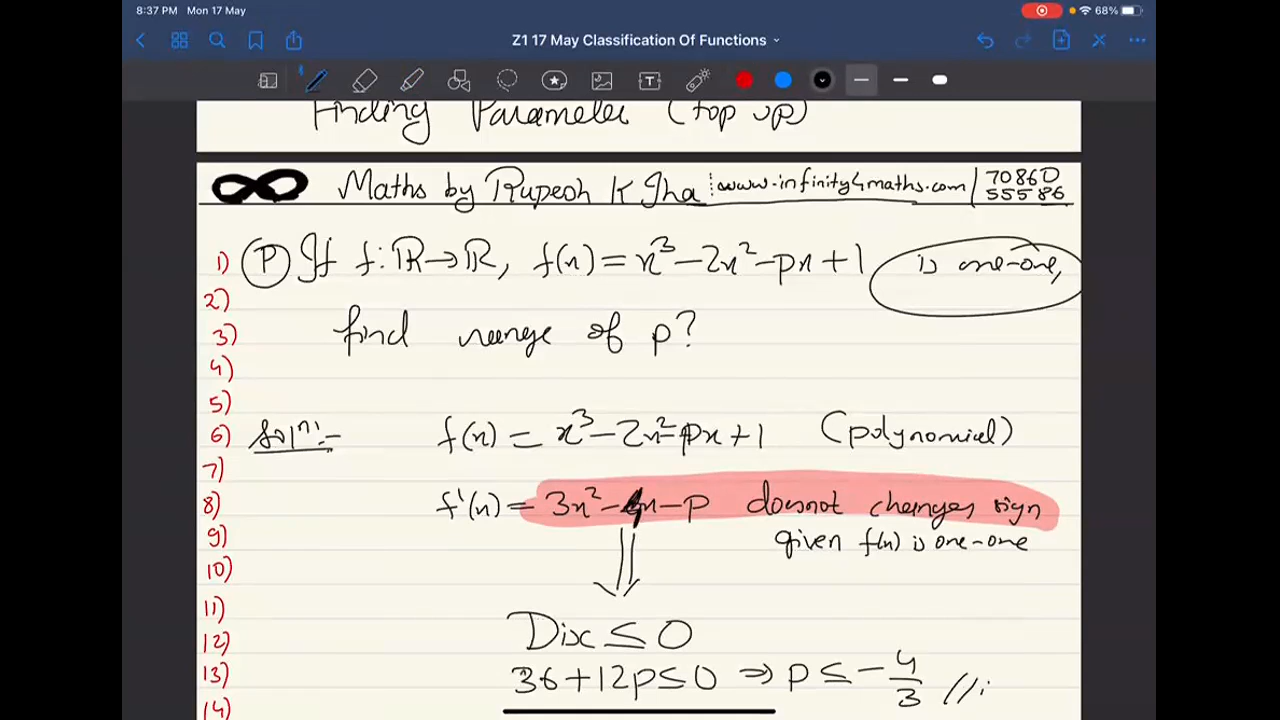 8:37 PM Mon 17 May
68%
Z1 17 May Classification Of Functions
Finding Parameter (top up)
Maths by Rupesh K Jha www.infinity4maths.com 70860 55586
1) (P) If f: ℝ→ℝ, f(x) = x³ - 2x² - px + 1 is one-one,
2)
3) find range of p?
4)
5)
6) Solⁿ:- f(x) = x³ - 2x² - px + 1 (polynomial)
7)
8) f'(x) = 3x² - 4x - p doesnot changes sign
9) given f(x) is one-one
10)
11)
12) Disc ≤ 0
13) 36 + 12p ≤ 0 ⇒ p ≤ -4/3 //
14)